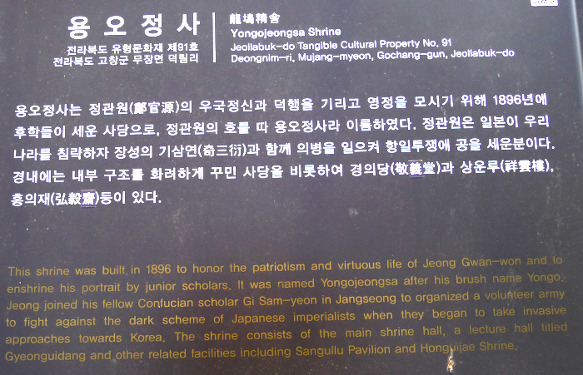 용오정사
전라북도 유형문화재 제91호
전라북도 고창군 무장면 덕림리
龍塢精舍
Yongojeongsa Shrine
Jeollabuk-do Tangible Cultural Property No. 91
Deongnim-ri, Mujang-myeon, Gochang-gun, Jeollabuk-do
용오정사는 정관원(鄭官源)의 우국정신과 덕행을 기리고 영정을 모시기 위해 1896년에
후학들이 세운 사당으로, 정관원의 호를 따 용오정사라 이름하였다. 정관원은 일본이 우리
나라를 침략하자 장성의 기삼연(奇三衍)과 함께 의병을 일으켜 항일투쟁에 공을 세운분이다.
경내에는 내부 구조를 화려하게 꾸민 사당을 비롯하여 경의당(敬義堂)과 상운루(祥雲樓),
홍의재(弘毅齋)등이 있다.
This shrine was built in 1896 to honor the patriotism and virtuous life of Jeong Gwan-won and to
enshrine his portrait by junior scholars. It was named Yongojeongsa after his brush name Yongo.
Jeong joined his fellow Confucian scholar Gi Sam-yeon in Jangseong to organize a volunteer army
to fight against the dark scheme of Japanese imperialists when they began to take invasive
approaches towards Korea. The shrine consists of the main shrine hall, a lecture hall titled
Gyeonguidang and other related facilities including Sangullu Pavilion and Honguijae Shrine.